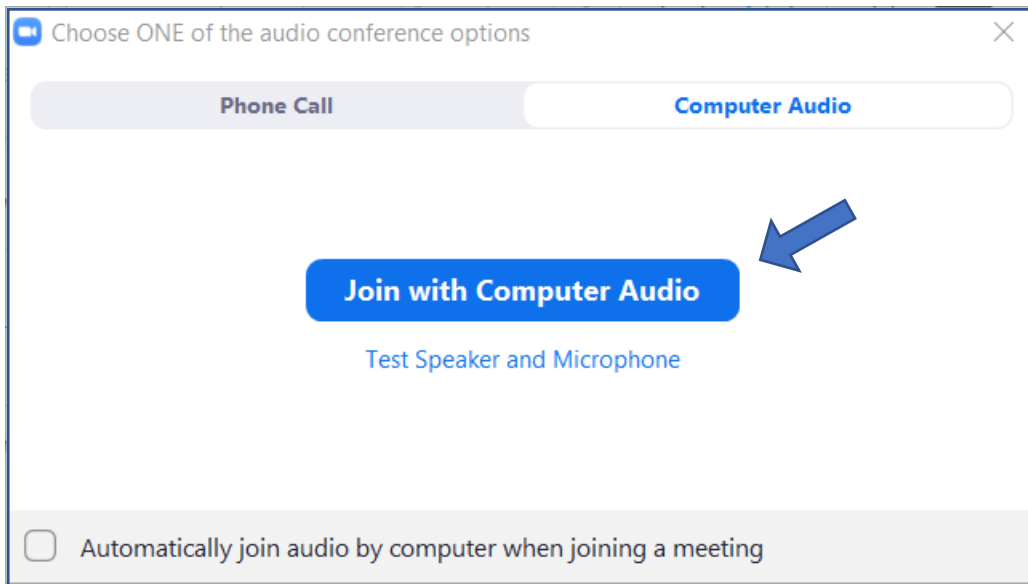 Choose ONE of the audio conference options
Phone Call
Computer Audio
Join with Computer Audio
Test Speaker and Microphone
Automatically join audio by computer when joining a meeting